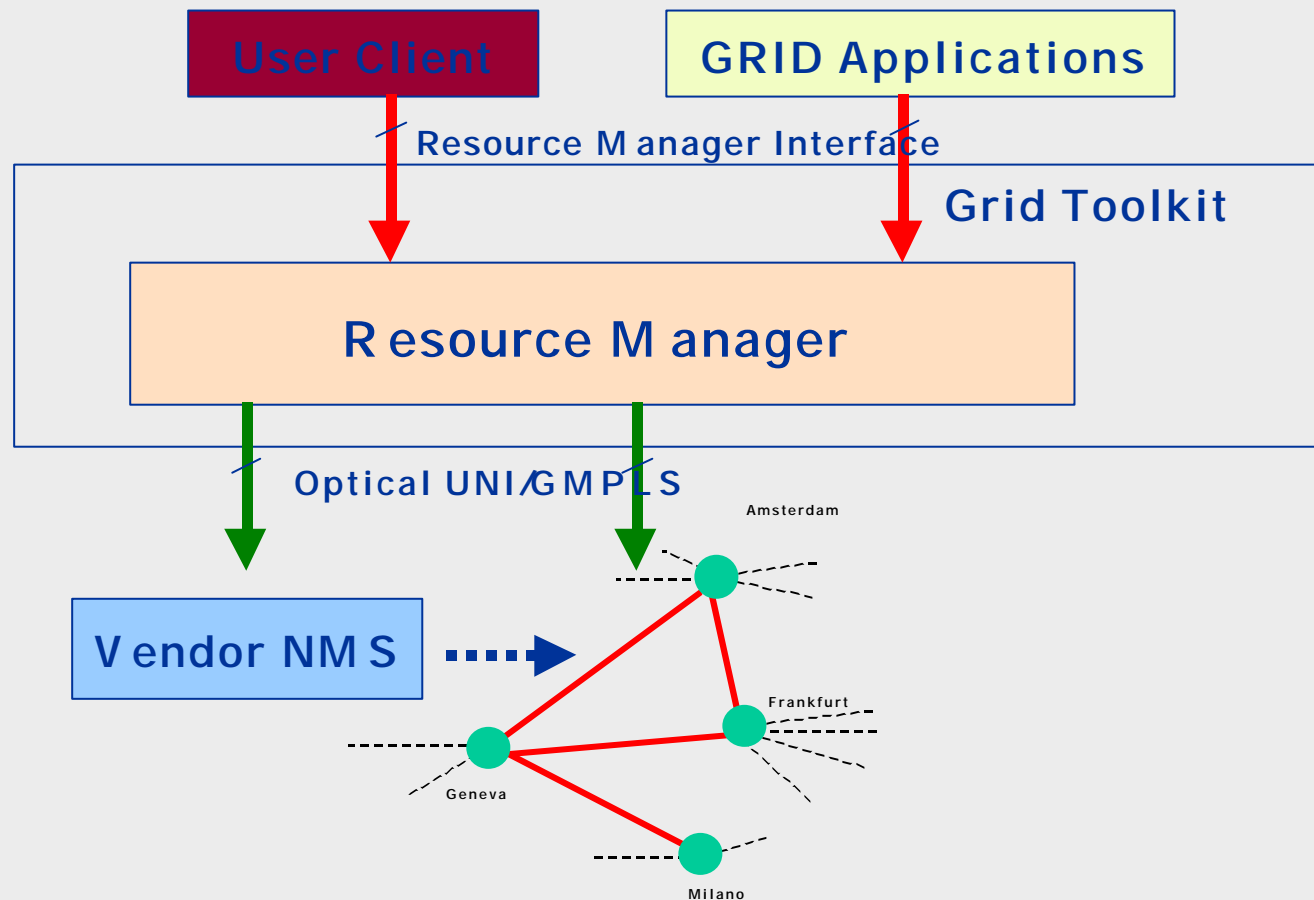 User Client
GRID Applications
Resource Manager Interface
Grid Toolkit
Resource Manager
Optical UNI/GMPLS
Amsterdam
Vendor NMS
Frankfurt
Geneva
Milano